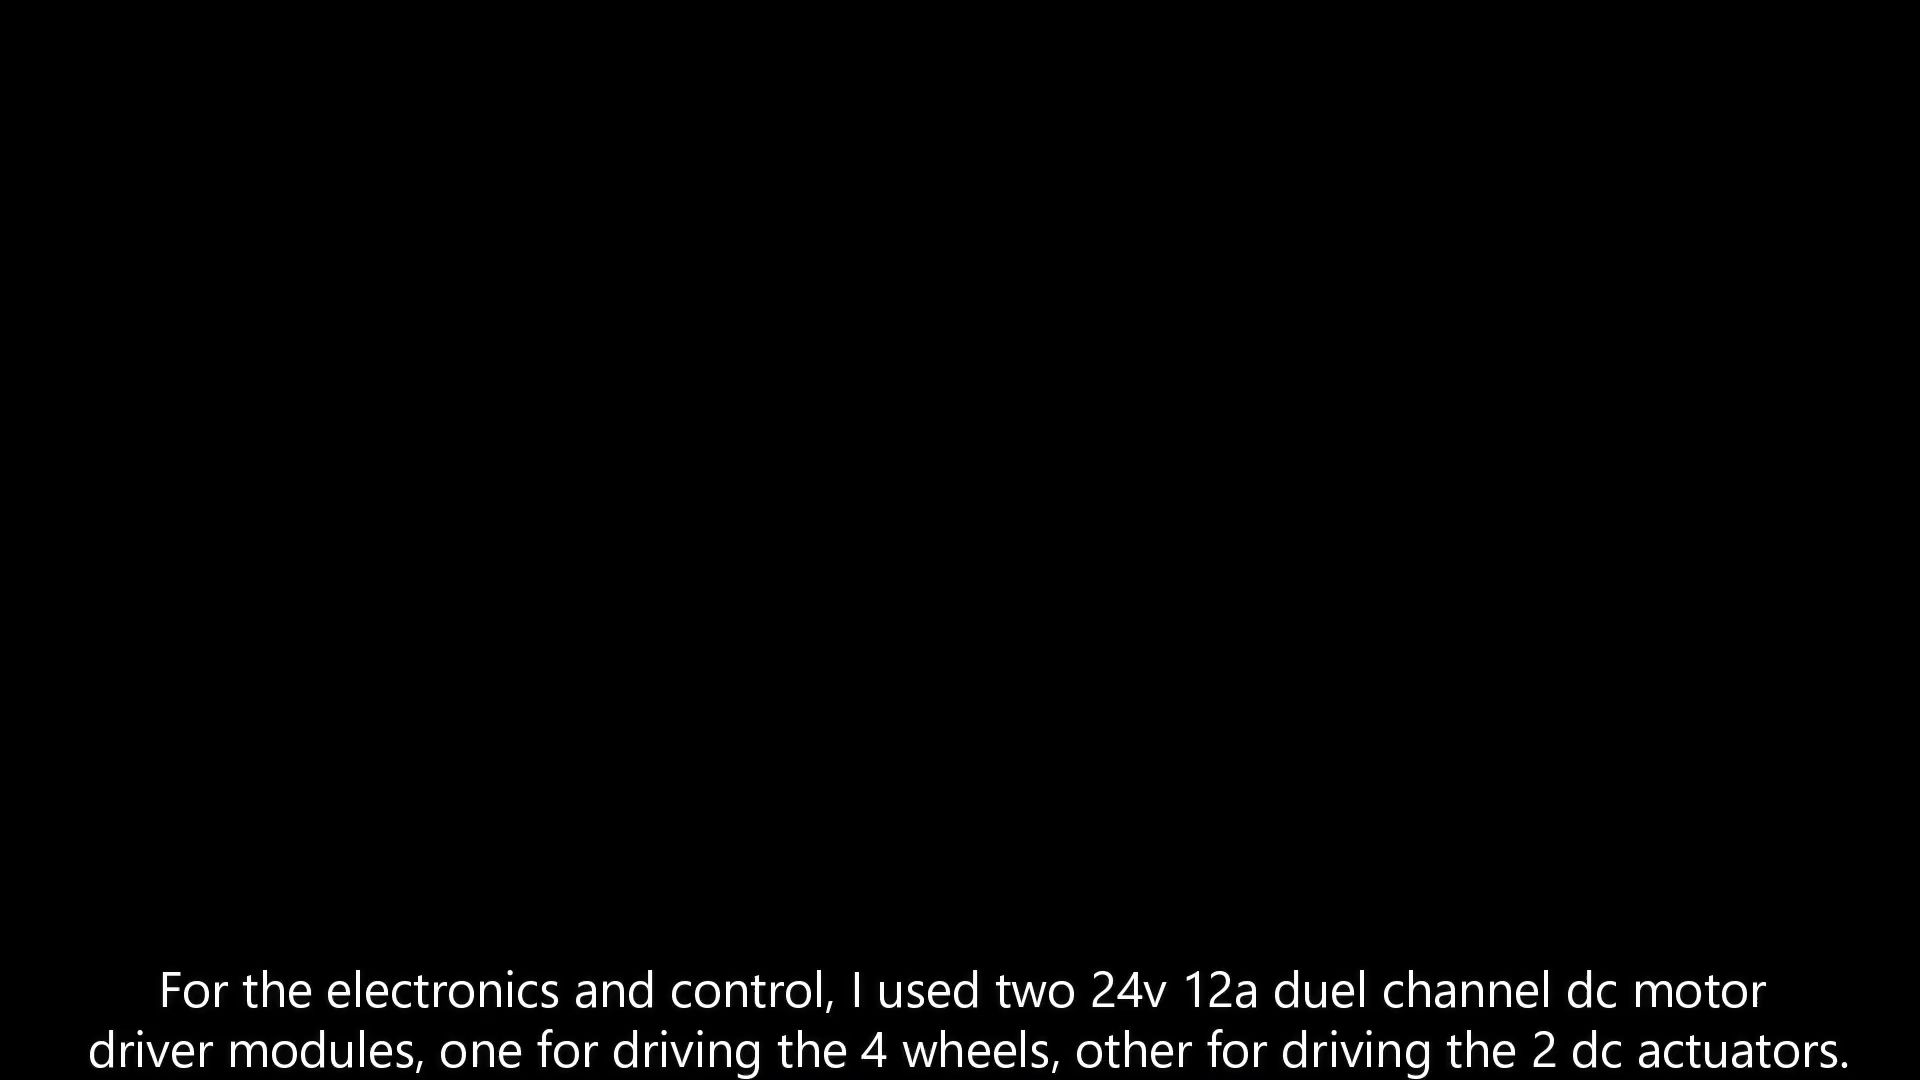 For the electronics and control, I used two 24v 12a duel channel dc motor
driver modules, one for driving the 4 wheels, other for driving the 2 dc actuators.